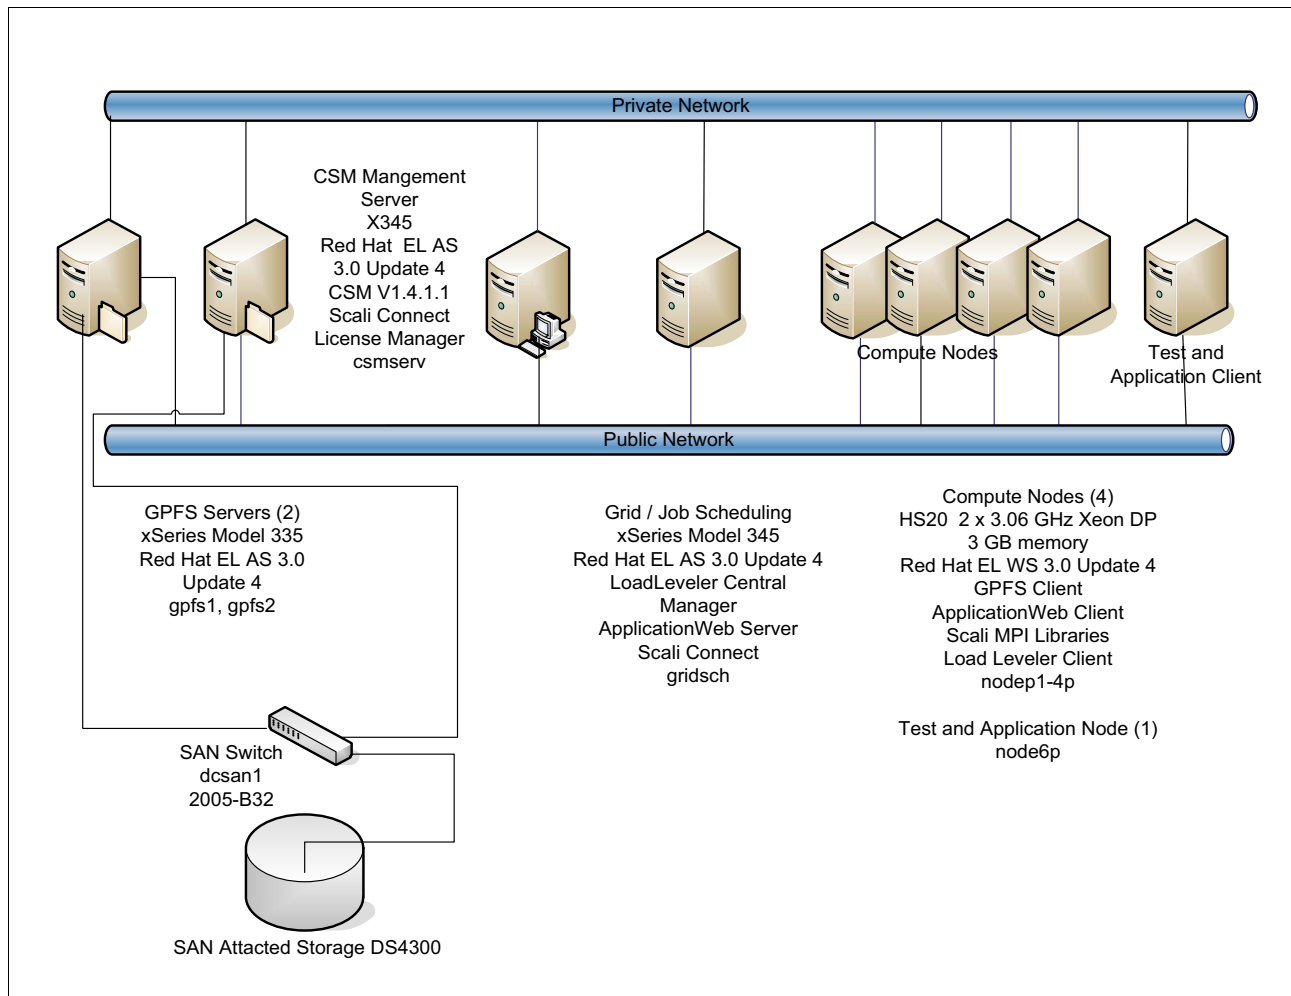 Private Network
CSM Mangement
Server
X345
Red Hat EL AS
3.0 Update 4
CSM V1.4.1.1
Scali Connect
License Manager
csmserv
Compute Nodes
Test and
Application Client
Public Network
GPFS Servers (2)
xSeries Model 335
Red Hat EL AS 3.0
Update 4
gpfs1, gpfs2
Grid / Job Scheduling
xSeries Model 345
Red Hat EL AS 3.0 Update 4
LoadLeveler Central
Manager
ApplicationWeb Server
Scali Connect
gridsch
Compute Nodes (4)
HS20 2 x 3.06 GHz Xeon DP
3 GB memory
Red Hat EL WS 3.0 Update 4
GPFS Client
ApplicationWeb Client
Scali MPI Libraries
Load Leveler Client
nodep1-4p
Test and Application Node (1)
node6p
SAN Switch
dcsan1
2005-B32
SAN Attacted Storage DS4300